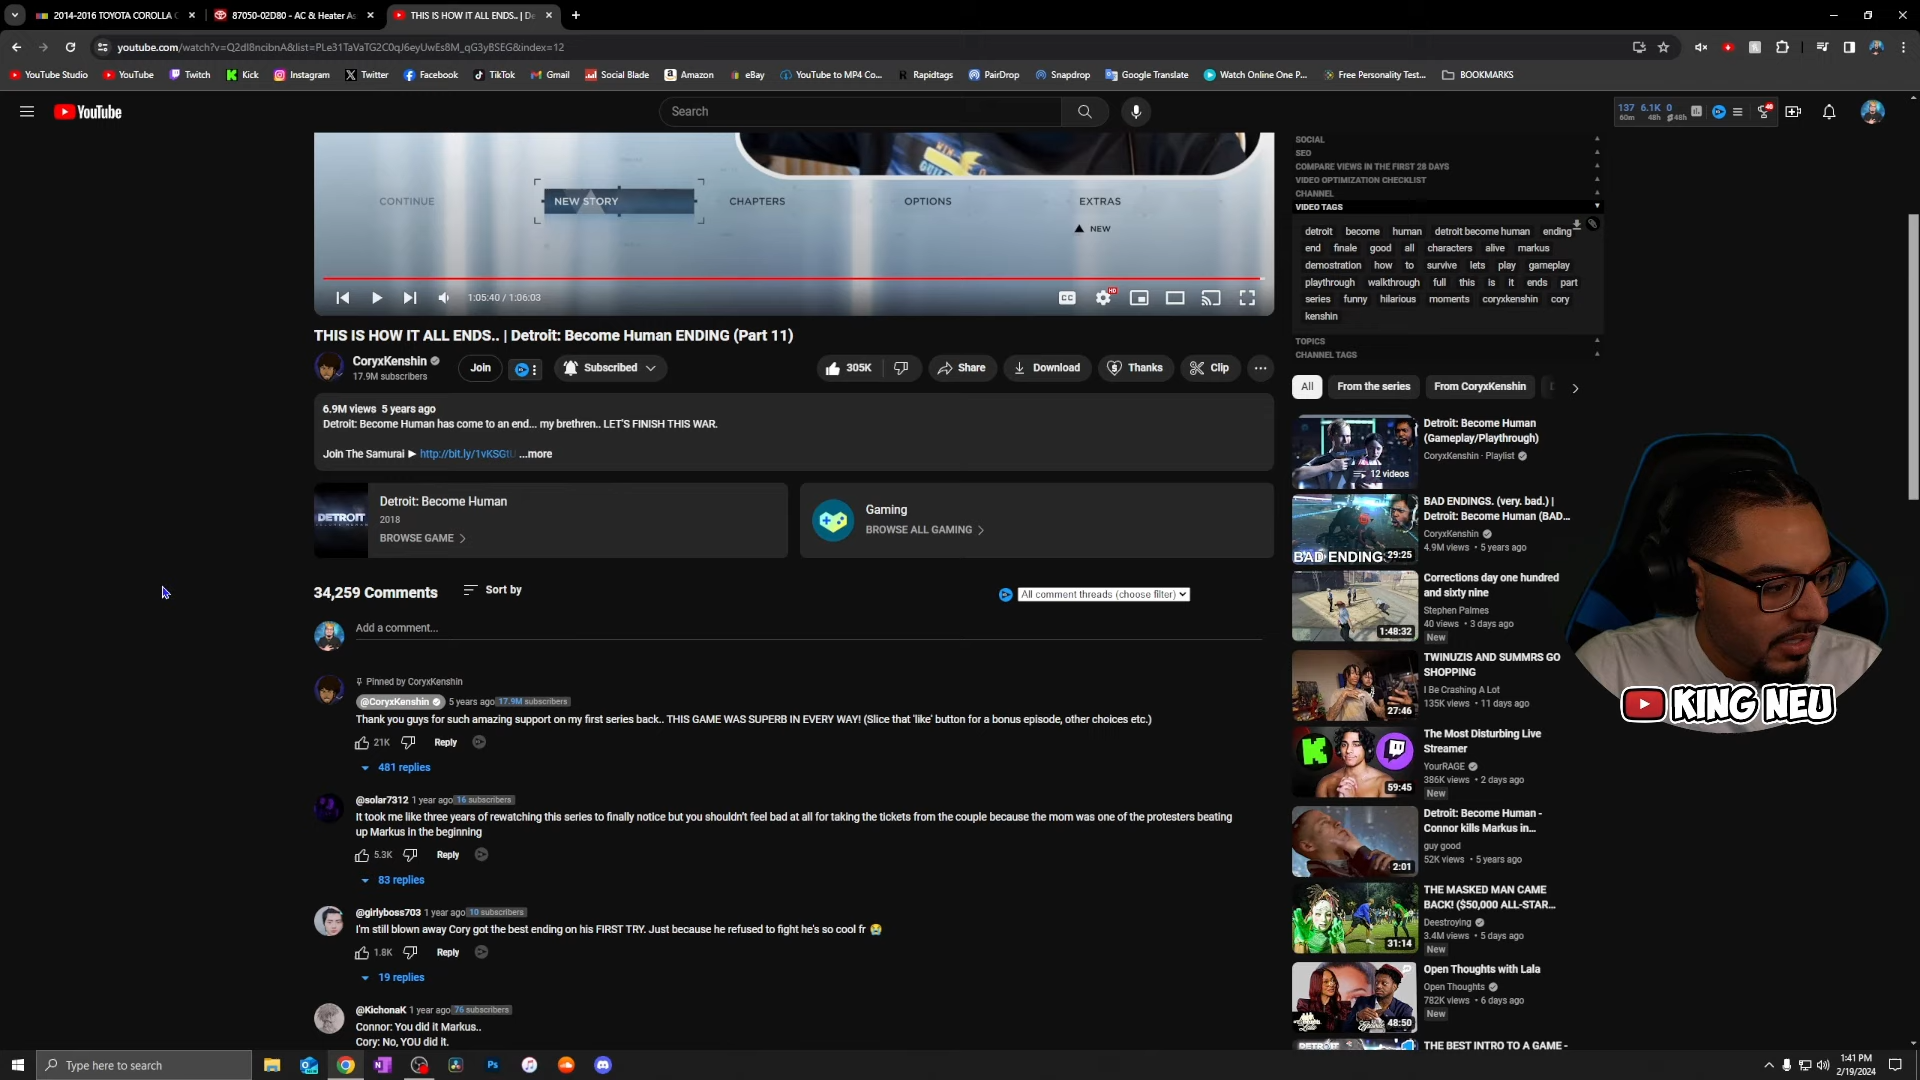 2014-2016 TOYOTA COROLLA C
87050-02D80 - AC & Heater As
THIS IS HOW IT ALL ENDS.. | De
youtube.com/watch?v=Q2dI8ncibnA&list=PLe31TaVaTG2C0qJ6eyUwEs8M_qG3yBSEG&index=12
YouTube Studio YouTube Twitch Kick Instagram Twitter Facebook TikTok Gmail Social Blade Amazon eBay YouTube to MP4 Co... Rapidtags PairDrop Snapdrop Google Translate Watch Online One P... Free Personality Test... BOOKMARKS
YouTube
Search
137 6.1K 0
60m 48h 48h
CONTINUE
NEW STORY
CHAPTERS
OPTIONS
EXTRAS
NEW
1:05:40 / 1:06:03
CC
HD
THIS IS HOW IT ALL ENDS.. | Detroit: Become Human ENDING (Part 11)
CoryxKenshin
17.9M subscribers
Join
Subscribed
305K
Share
Download
Thanks
Clip
6.9M views 5 years ago
Detroit: Become Human has come to an end... my brethren.. LET'S FINISH THIS WAR.
Join The Samurai ► http://bit.ly/1vKSGtU ...more
DETROIT
Detroit: Become Human
2018
BROWSE GAME
Gaming
BROWSE ALL GAMING
34,259 Comments
Sort by
All comment threads (choose filter)
Add a comment...
Pinned by CoryxKenshin
@CoryxKenshin 5 years ago 17.9M subscribers
Thank you guys for such amazing support on my first series back.. THIS GAME WAS SUPERB IN EVERY WAY! (Slice that 'like' button for a bonus episode, other choices etc.)
21K Reply
481 replies
@solar7312 1 year ago 16 subscribers
It took me like three years of rewatching this series to finally notice but you shouldn't feel bad at all for taking the tickets from the couple because the mom was one of the protesters beating
up Markus in the beginning
5.3K Reply
83 replies
@girlyboss703 1 year ago 10 subscribers
I'm still blown away Cory got the best ending on his FIRST TRY. Just because he refused to fight he's so cool fr 😭
1.8K Reply
19 replies
@KichonaK 1 year ago 76 subscribers
Connor: You did it Markus..
Cory: No, YOU did it.
SOCIAL
SEO
COMPARE VIEWS IN THE FIRST 28 DAYS
VIDEO OPTIMIZATION CHECKLIST
CHANNEL
VIDEO TAGS
detroit become human detroit become human ending
end finale good all characters alive markus
demostration how to survive lets play gameplay
playthrough walkthrough full this is it ends part
series funny hilarious moments coryxkenshin cory
kenshin
TOPICS
CHANNEL TAGS
All
From the series
From CoryxKenshin
12 videos
Detroit: Become Human
(Gameplay/Playthrough)
CoryxKenshin · Playlist
BAD ENDING
29:25
BAD ENDINGS. (very. bad.) |
Detroit: Become Human (BAD...
CoryxKenshin
4.9M views • 5 years ago
1:48:32
Corrections day one hundred
and sixty nine
Stephen Palmes
40 views • 3 days ago
New
27:46
TWINUZIS AND SUMMRS GO
SHOPPING
I Be Crashing A Lot
135K views • 11 days ago
59:45
The Most Disturbing Live
Streamer
YourRAGE
386K views • 2 days ago
New
2:01
Detroit: Become Human -
Connor kills Markus in...
guy good
52K views • 5 years ago
31:14
THE MASKED MAN CAME
BACK! ($50,000 ALL-STAR...
Deestroying
3.4M views • 5 days ago
New
48:50
Open Thoughts with Lala
Open Thoughts
782K views • 6 days ago
New
THE BEST INTRO TO A GAME -
KING NEU
Type here to search
Ps
1:41 PM
2/19/2024